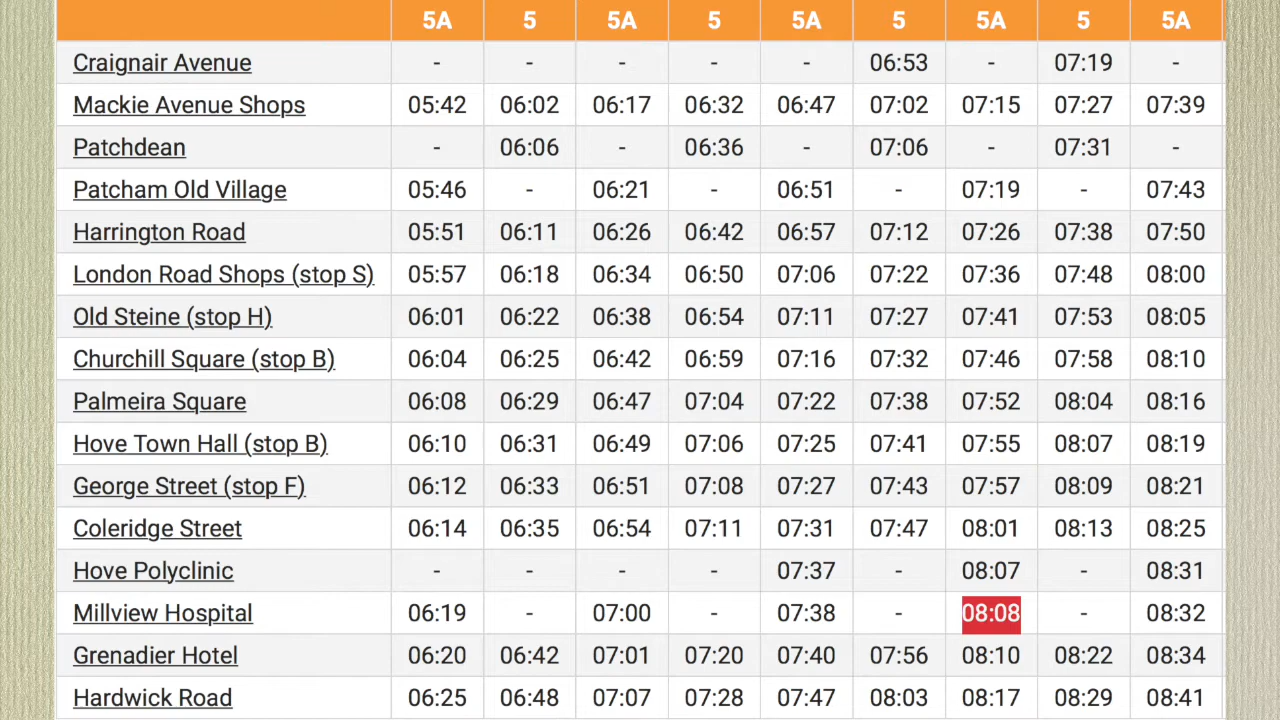 5A 5 5A 5 5A 5 5A 5 5A
Craignair Avenue - - - - - 06:53 - 07:19 -
Mackie Avenue Shops 05:42 06:02 06:17 06:32 06:47 07:02 07:15 07:27 07:39
Patchdean - 06:06 - 06:36 - 07:06 - 07:31 -
Patcham Old Village 05:46 - 06:21 - 06:51 - 07:19 - 07:43
Harrington Road 05:51 06:11 06:26 06:42 06:57 07:12 07:26 07:38 07:50
London Road Shops (stop S) 05:57 06:18 06:34 06:50 07:06 07:22 07:36 07:48 08:00
Old Steine (stop H) 06:01 06:22 06:38 06:54 07:11 07:27 07:41 07:53 08:05
Churchill Square (stop B) 06:04 06:25 06:42 06:59 07:16 07:32 07:46 07:58 08:10
Palmeira Square 06:08 06:29 06:47 07:04 07:22 07:38 07:52 08:04 08:16
Hove Town Hall (stop B) 06:10 06:31 06:49 07:06 07:25 07:41 07:55 08:07 08:19
George Street (stop F) 06:12 06:33 06:51 07:08 07:27 07:43 07:57 08:09 08:21
Coleridge Street 06:14 06:35 06:54 07:11 07:31 07:47 08:01 08:13 08:25
Hove Polyclinic - - - - 07:37 - 08:07 - 08:31
Millview Hospital 06:19 - 07:00 - 07:38 - 08:08 - 08:32
Grenadier Hotel 06:20 06:42 07:01 07:20 07:40 07:56 08:10 08:22 08:34
Hardwick Road 06:25 06:48 07:07 07:28 07:47 08:03 08:17 08:29 08:41